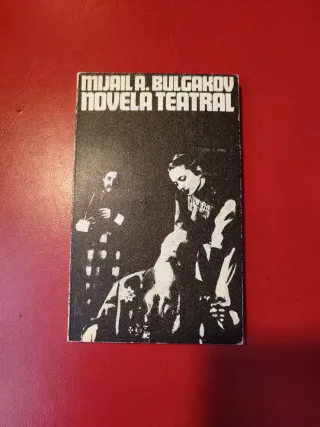 MIJAIL A. BULGAKOV
NOVELA TEATRAL